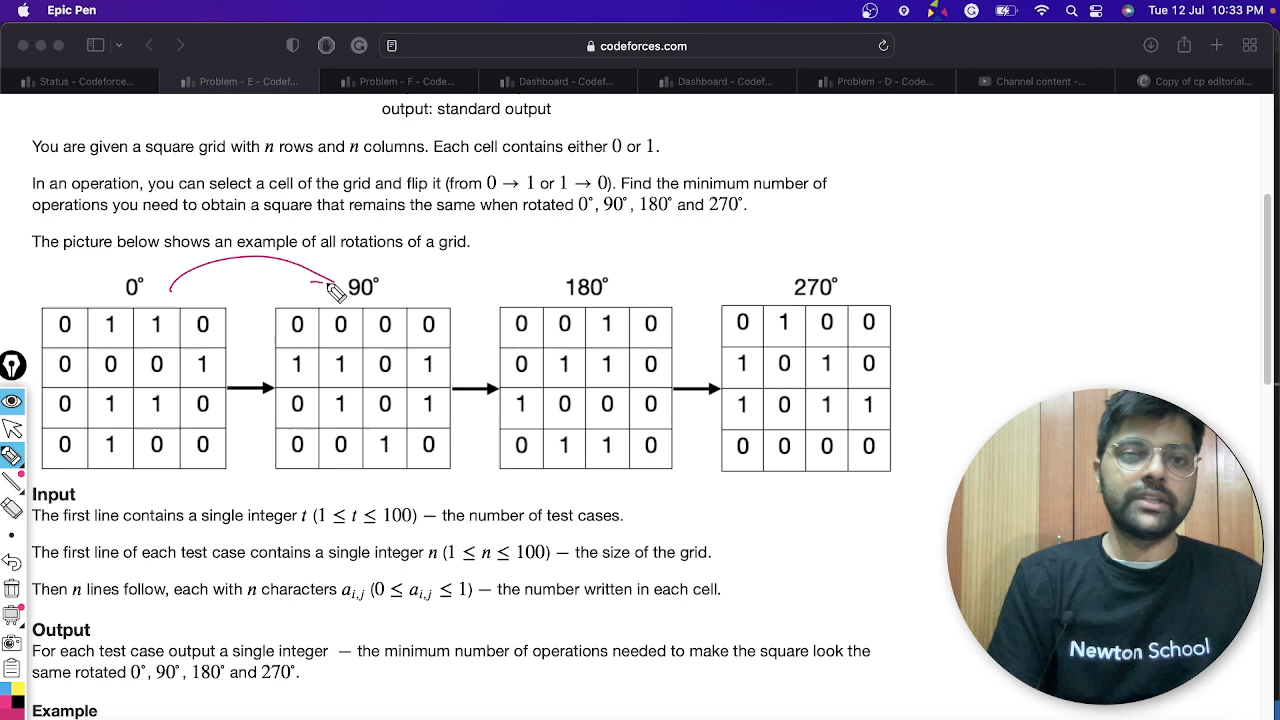 Epic Pen
Tue 12 Jul 10:33 PM
codeforces.com
Status - Codeforce...
Problem - E - Codef...
Problem - F - Code...
Dashboard - Codef...
Dashboard - Codef...
Problem - D - Code...
Channel content -...
Copy of cp editorial...
output: standard output
You are given a square grid with n rows and n columns. Each cell contains either 0 or 1.
In an operation, you can select a cell of the grid and flip it (from 0 → 1 or 1 → 0). Find the minimum number of
operations you need to obtain a square that remains the same when rotated 0°, 90°, 180° and 270°.
The picture below shows an example of all rotations of a grid.
0°
0 1 1 0
0 0 0 1
0 1 1 0
0 1 0 0
90°
0 0 0 0
1 1 0 1
0 1 0 1
0 0 1 0
180°
0 0 1 0
0 1 1 0
1 0 0 0
0 1 1 0
270°
0 1 0 0
1 0 1 0
1 0 1 1
0 0 0 0
Input
The first line contains a single integer t (1 ≤ t ≤ 100) — the number of test cases.
The first line of each test case contains a single integer n (1 ≤ n ≤ 100) — the size of the grid.
Then n lines follow, each with n characters a_{i,j} (0 ≤ a_{i,j} ≤ 1) — the number written in each cell.
Output
For each test case output a single integer — the minimum number of operations needed to make the square look the
same rotated 0°, 90°, 180° and 270°.
Example
Newton School